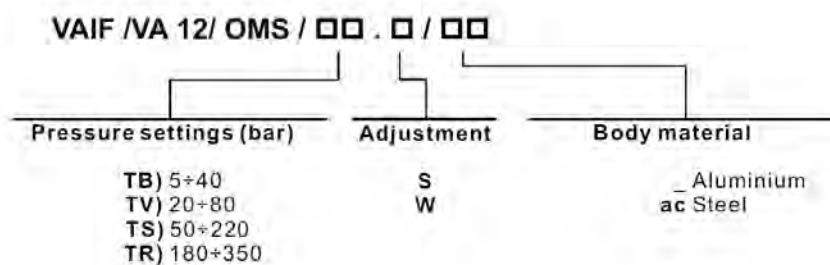 VAIF /VA 12/ OMS / □□ . □ / □□
Pressure settings (bar) Adjustment Body material
TB) 5÷40 S _ Aluminium
TV) 20÷80 W ac Steel
TS) 50÷220
TR) 180÷350